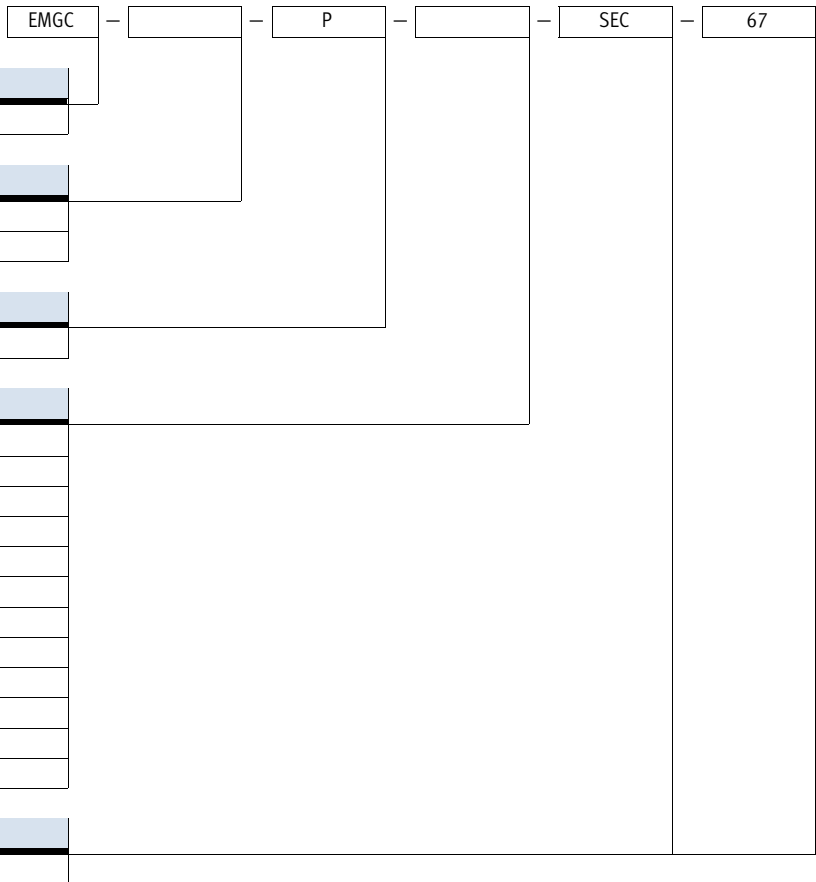 EMGC – – P – – SEC – 67